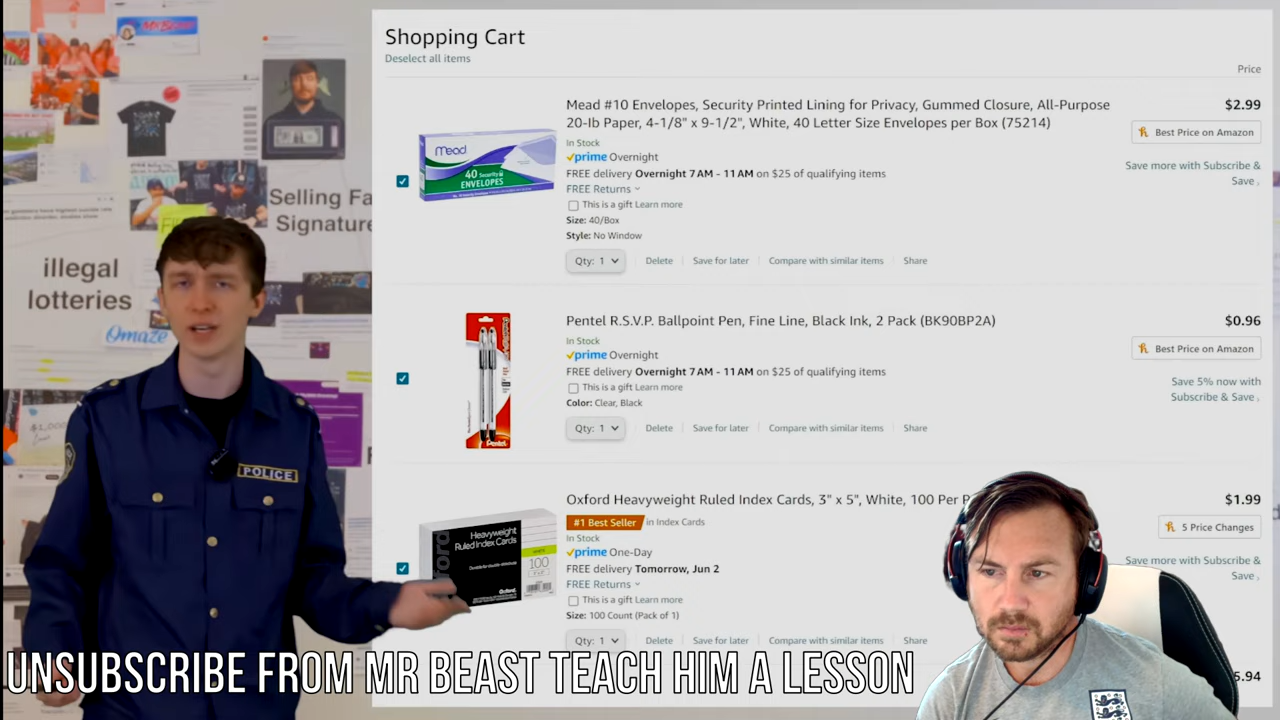 Shopping Cart
Deselect all items
Price
Mead #10 Envelopes, Security Printed Lining for Privacy, Gummed Closure, All-Purpose
20-lb Paper, 4-1/8" x 9-1/2", White, 40 Letter Size Envelopes per Box (75214)
$2.99
Best Price on Amazon
In Stock
prime Overnight
FREE delivery Overnight 7 AM - 11 AM on $25 of qualifying items
Save more with Subscribe &
Save
FREE Returns
This is a gift Learn more
Size: 40/Box
Style: No Window
Qty: 1
Delete
Save for later
Compare with similar items
Share
Mead
40 Security
ENVELOPES
Pentel R.S.V.P. Ballpoint Pen, Fine Line, Black Ink, 2 Pack (BK90BP2A)
$0.96
Best Price on Amazon
In Stock
prime Overnight
FREE delivery Overnight 7 AM - 11 AM on $25 of qualifying items
Save 5% now with
Subscribe & Save
This is a gift Learn more
Color: Clear, Black
Qty: 1
Delete
Save for later
Compare with similar items
Share
Pentel
Oxford Heavyweight Ruled Index Cards, 3" x 5", White, 100 Per P
$1.99
#1 Best Seller in Index Cards
5 Price Changes
In Stock
prime One-Day
FREE delivery Tomorrow, Jun 2
Save more with Subscribe &
Save
FREE Returns
This is a gift Learn more
Size: 100 Count (Pack of 1)
Qty: 1
Delete
Save for later
Compare with similar items
Share
Heavyweight
Ruled Index Cards
100
Oxford
5.94
MrBeast
Selling Fa
Signature
illegal
lotteries
Omaze
$1,000
POLICE
UNSUBSCRIBE FROM MR BEAST TEACH HIM A LESSON